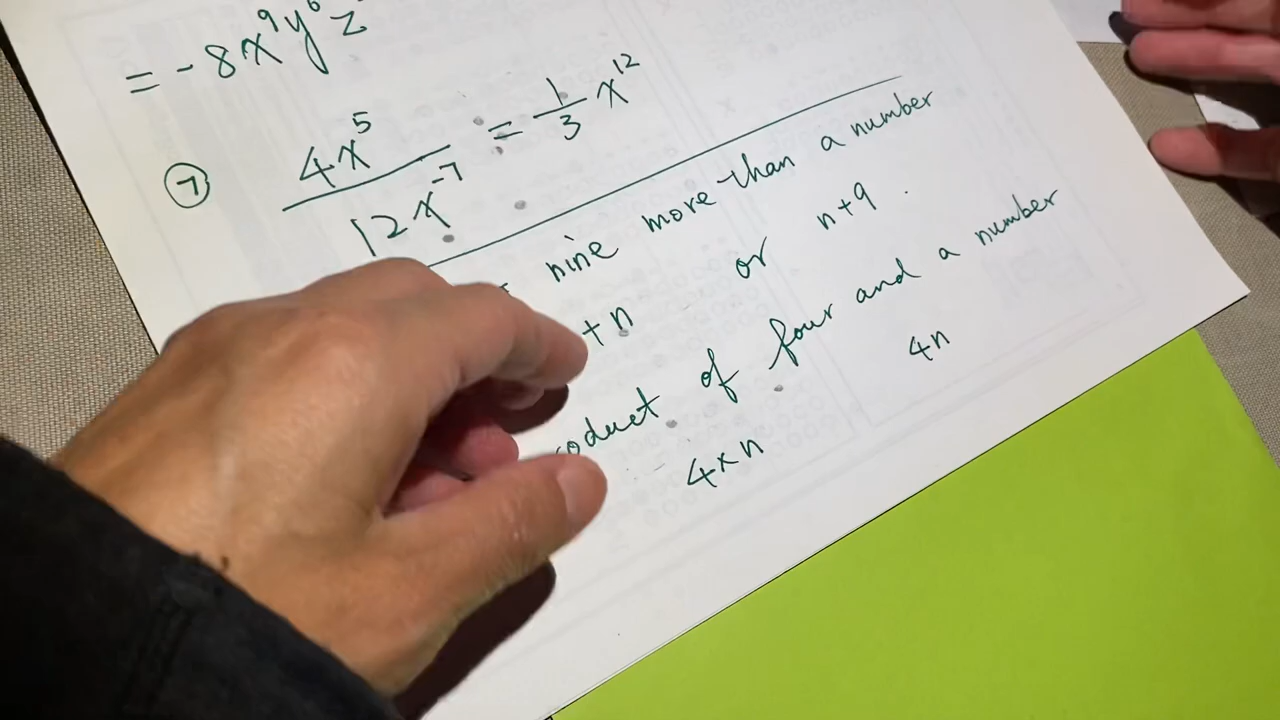 = -8x⁹y⁶z
⑦ 4x⁵ / 12x⁻⁷ = 1/3 x¹²
nine more than a number
+ n or n+9.
of four and a number
4×n 4n